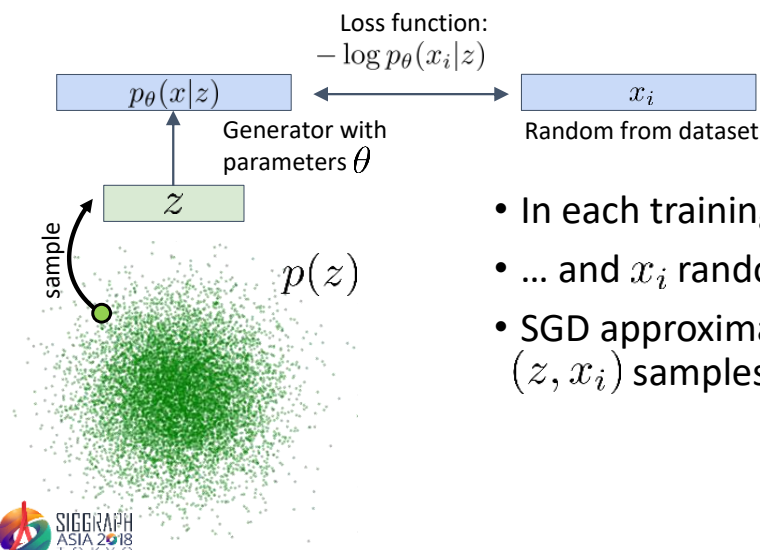 Loss function:
− log p_θ(x_i|z)
p_θ(x|z)
x_i
Generator with
parameters θ
Random from dataset
z
sample
p(z)
• In each training
• … and x_i rando
• SGD approxima
(z, x_i) samples
SIGGRAPH
ASIA 2018